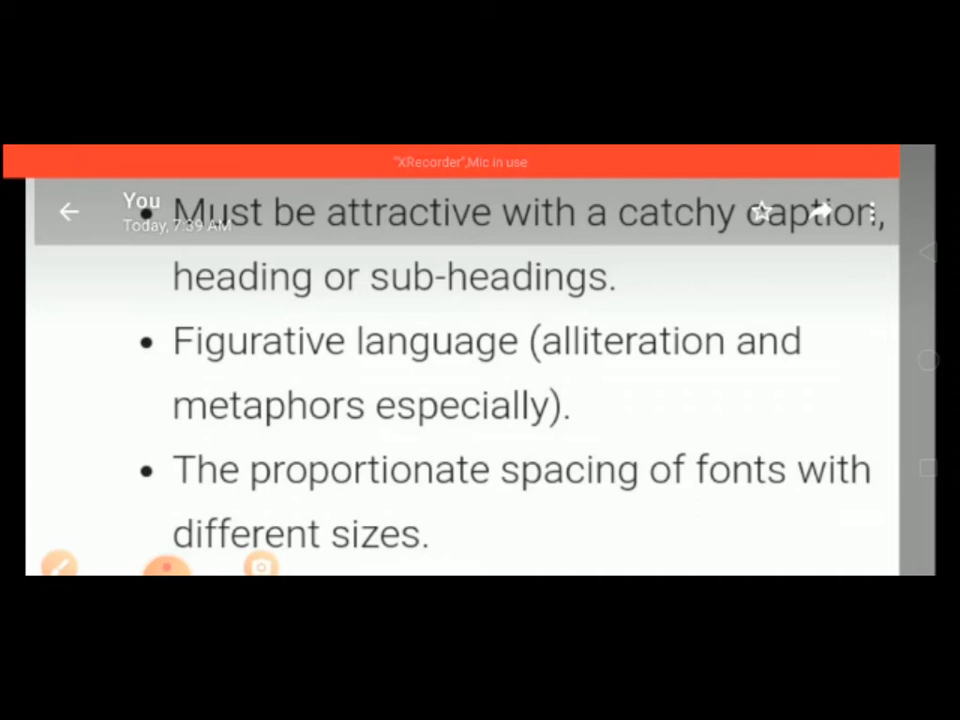 "XRecorder",Mic in use
You
Today, 7:39 AM
• Must be attractive with a catchy caption,
heading or sub-headings.
• Figurative language (alliteration and
metaphors especially).
• The proportionate spacing of fonts with
different sizes.